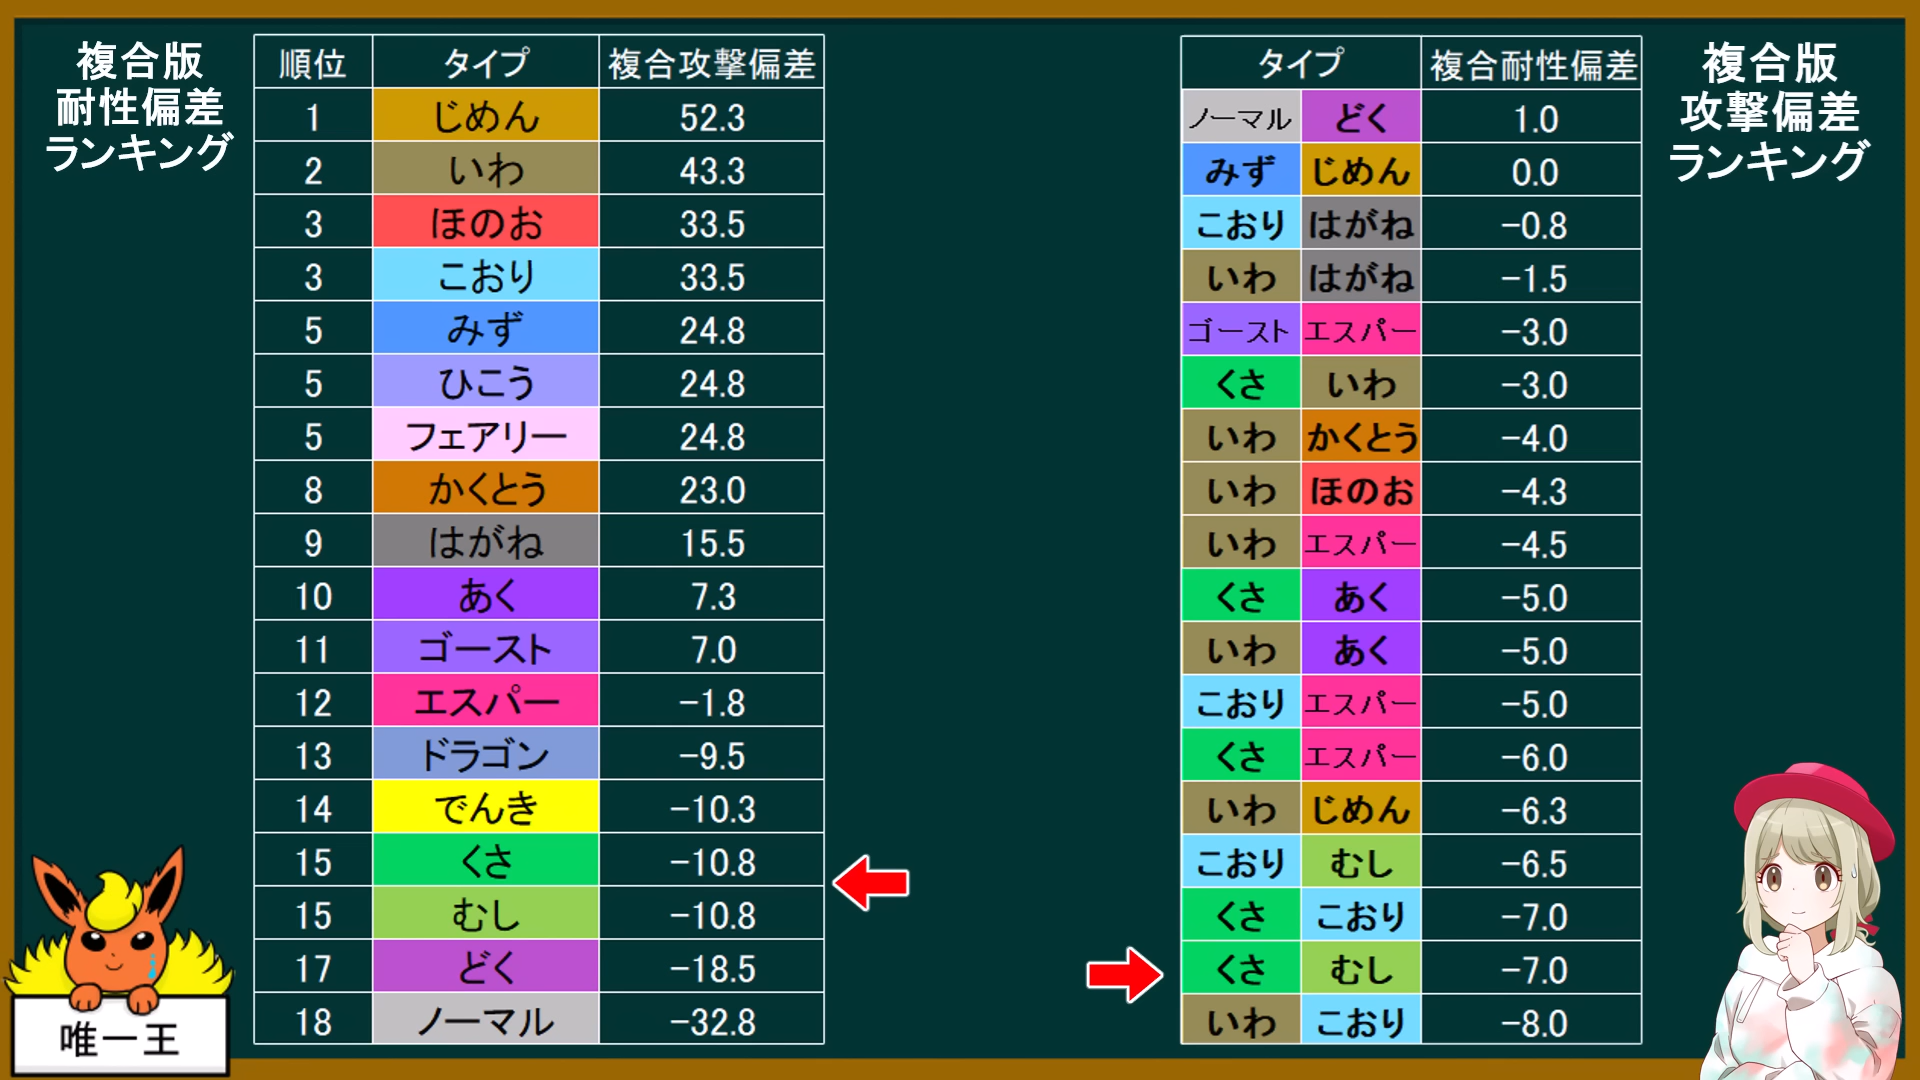 複合版
耐性偏差
ランキング
順位 タイプ 複合攻撃偏差
1 じめん 52.3
2 いわ 43.3
3 ほのお 33.5
3 こおり 33.5
5 みず 24.8
5 ひこう 24.8
5 フェアリー 24.8
8 かくとう 23.0
9 はがね 15.5
10 あく 7.3
11 ゴースト 7.0
12 エスパー −1.8
13 ドラゴン −9.5
14 でんき −10.3
15 くさ −10.8
15 むし −10.8
17 どく −18.5
18 ノーマル −32.8
タイプ 複合耐性偏差
ノーマル どく 1.0
みず じめん 0.0
こおり はがね −0.8
いわ はがね −1.5
ゴースト エスパー −3.0
くさ いわ −3.0
いわ かくとう −4.0
いわ ほのお −4.3
いわ エスパー −4.5
くさ あく −5.0
いわ あく −5.0
こおり エスパー −5.0
くさ エスパー −6.0
いわ じめん −6.3
こおり むし −6.5
くさ こおり −7.0
くさ むし −7.0
いわ こおり −8.0
複合版
攻撃偏差
ランキング
唯一王